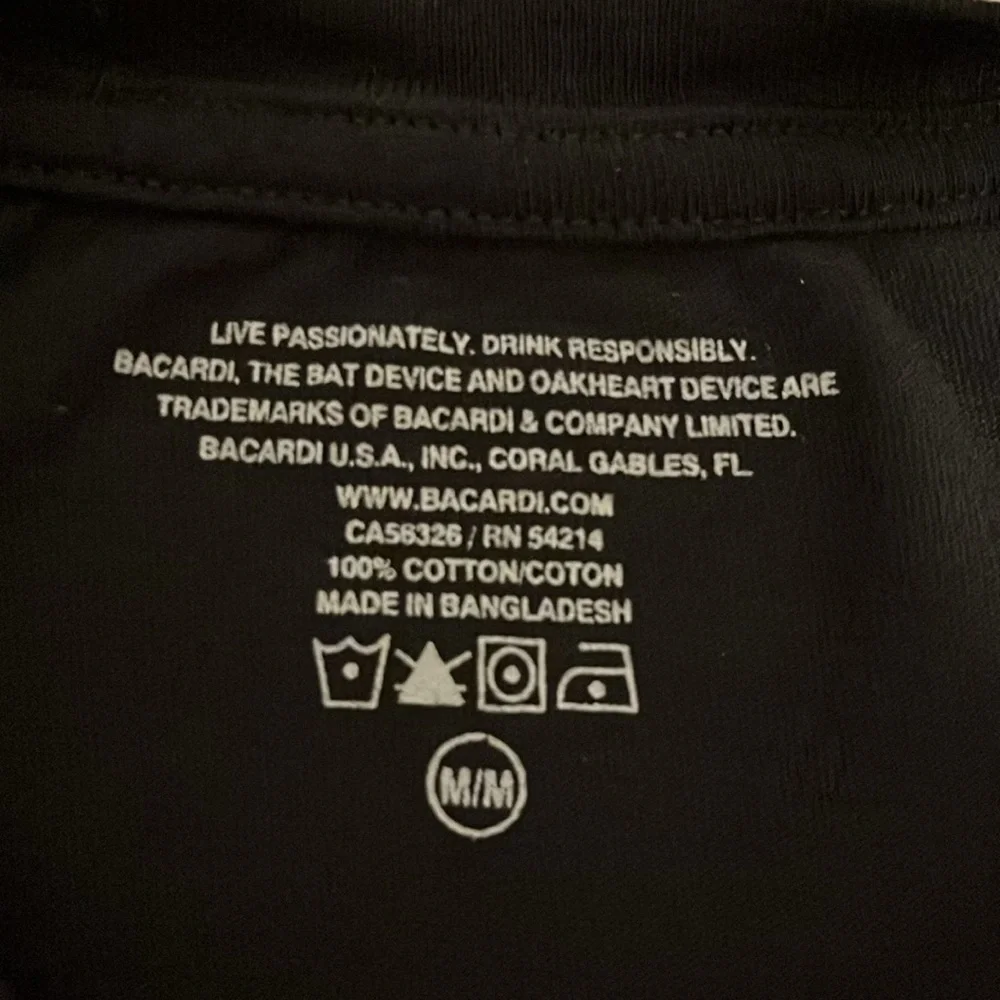 LIVE PASSIONATELY. DRINK RESPONSIBLY.
BACARDI, THE BAT DEVICE AND OAKHEART DEVICE ARE
TRADEMARKS OF BACARDI & COMPANY LIMITED.
BACARDI U.S.A., INC., CORAL GABLES, FL
WWW.BACARDI.COM
CA56326 / RN 54214
100% COTTON/COTON
MADE IN BANGLADESH
M/M